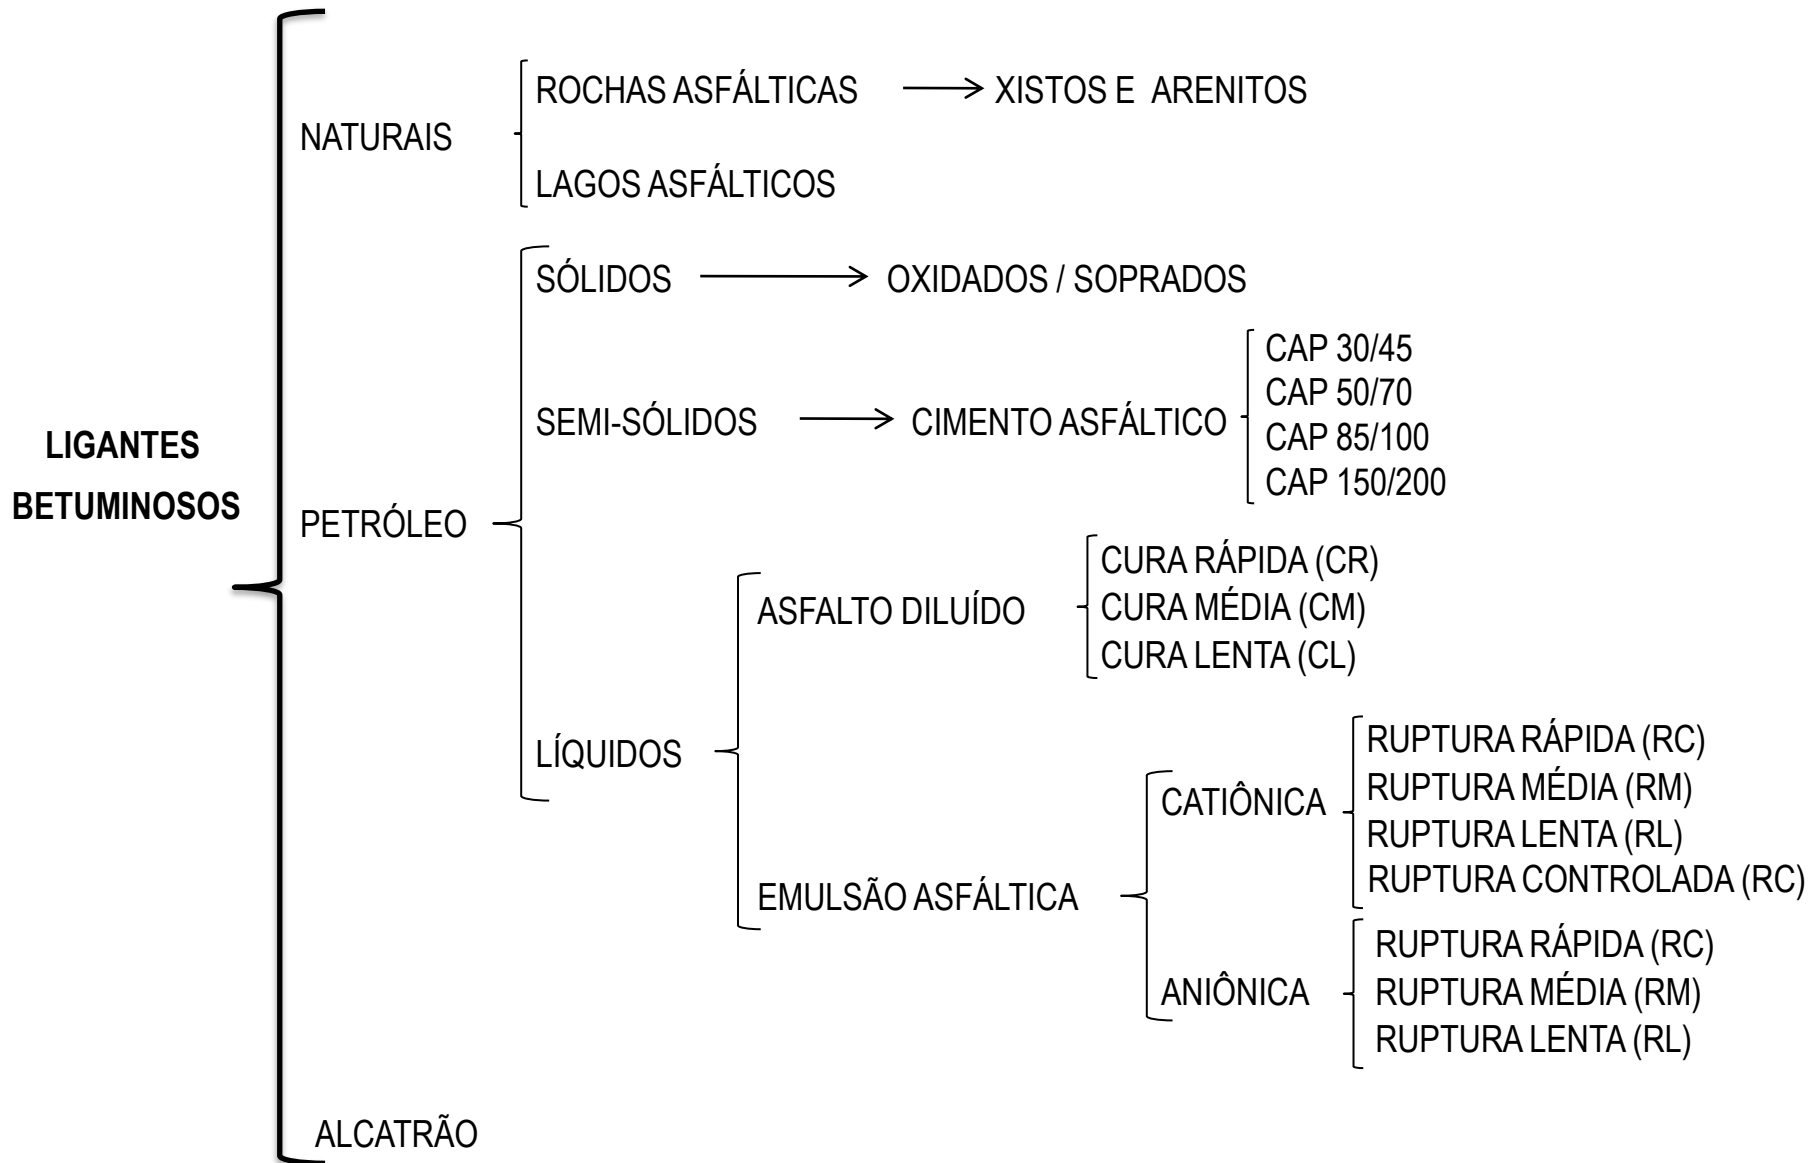 LIGANTES
BETUMINOSOS
NATURAIS
ROCHAS ASFÁLTICAS
XISTOS E ARENITOS
LAGOS ASFÁLTICOS
PETRÓLEO
SÓLIDOS
OXIDADOS / SOPRADOS
SEMI-SÓLIDOS
CIMENTO ASFÁLTICO
CAP 30/45
CAP 50/70
CAP 85/100
CAP 150/200
LÍQUIDOS
ASFALTO DILUÍDO
CURA RÁPIDA (CR)
CURA MÉDIA (CM)
CURA LENTA (CL)
EMULSÃO ASFÁLTICA
CATIÔNICA
RUPTURA RÁPIDA (RC)
RUPTURA MÉDIA (RM)
RUPTURA LENTA (RL)
RUPTURA CONTROLADA (RC)
ANIÔNICA
RUPTURA RÁPIDA (RC)
RUPTURA MÉDIA (RM)
RUPTURA LENTA (RL)
ALCATRÃO